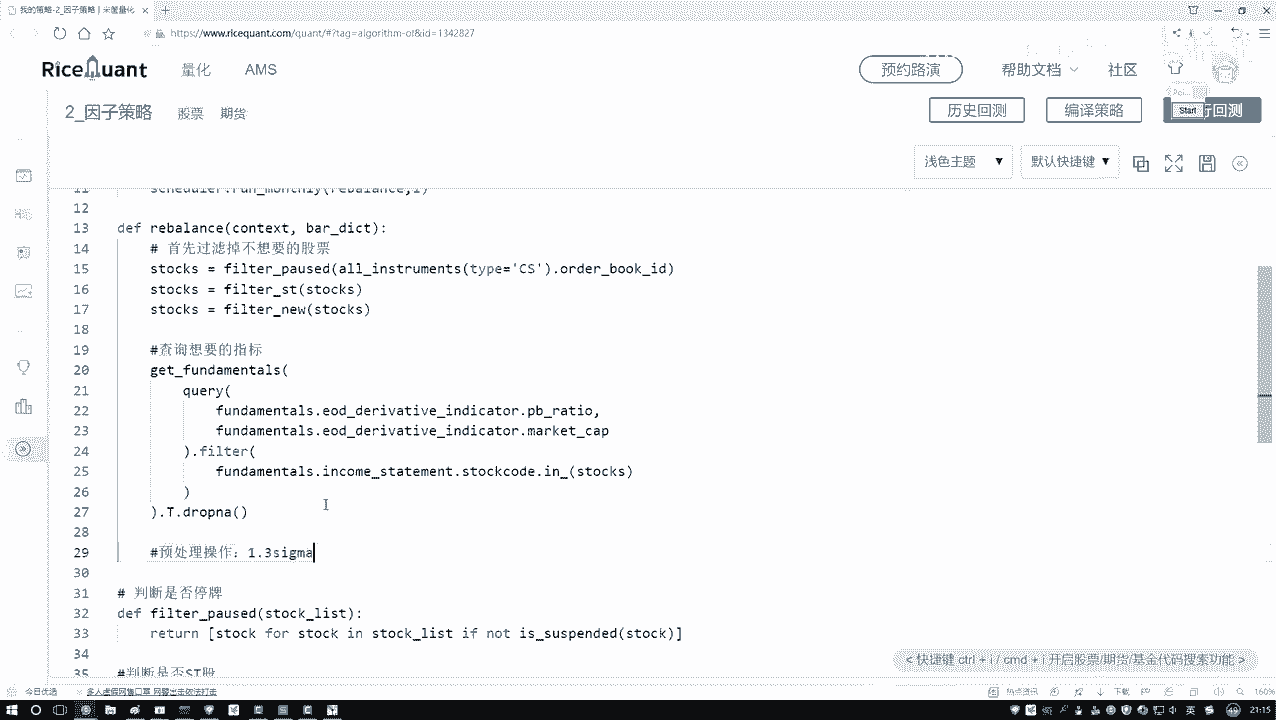 我的策略-2_因子策略 | 米筐量化
https://www.ricequant.com/quant/#?tag=algorithm-of&id=1342827
RiceQuant 量化 AMS 预约路演 帮助文档 社区
2_因子策略 股票 期货 历史回测 编译策略 Start 行回测
浅色主题 默认快捷键
11 scheduler.run_monthly(rebalance,1)
12
13 def rebalance(context, bar_dict):
14 # 首先过滤掉不想要的股票
15 stocks = filter_paused(all_instruments(type='CS').order_book_id)
16 stocks = filter_st(stocks)
17 stocks = filter_new(stocks)
18
19 #查询想要的指标
20 get_fundamentals(
21 query(
22 fundamentals.eod_derivative_indicator.pb_ratio,
23 fundamentals.eod_derivative_indicator.market_cap
24 ).filter(
25 fundamentals.income_statement.stockcode.in_(stocks)
26 )
27 ).T.dropna()
28
29 #预处理操作：1.3sigma
30
31 # 判断是否停牌
32 def filter_paused(stock_list):
33 return [stock for stock in stock_list if not is_suspended(stock)]
34
35 #判断是否ST股
< 快捷键 ctrl + i / cmd + i 开启股票/期货/基金代码搜索功能 >
今日优选 多人虚假网售口罩 网警出击依法打击 热点资讯 下载 160%
英 21:15